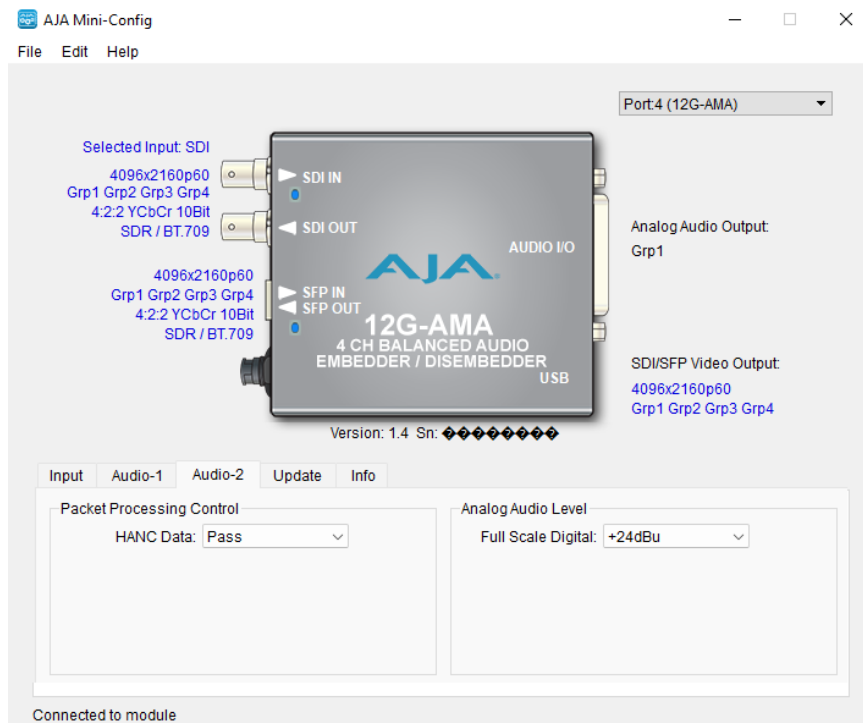 AJA Mini-Config
File Edit Help
Port:4 (12G-AMA)
Selected Input: SDI
4096x2160p60
Grp1 Grp2 Grp3 Grp4
4:2:2 YCbCr 10Bit
SDR / BT.709
4096x2160p60
Grp1 Grp2 Grp3 Grp4
4:2:2 YCbCr 10Bit
SDR / BT.709
SDI IN
SDI OUT
AUDIO I/O
AJA
SFP IN
SFP OUT
12G-AMA
4 CH BALANCED AUDIO
EMBEDDER / DISEMBEDDER
USB
Analog Audio Output:
Grp1
SDI/SFP Video Output:
4096x2160p60
Grp1 Grp2 Grp3 Grp4
Version: 1.4 Sn: ��������
Input Audio-1 Audio-2 Update Info
Packet Processing Control
HANC Data: Pass
Analog Audio Level
Full Scale Digital: +24dBu
Connected to module